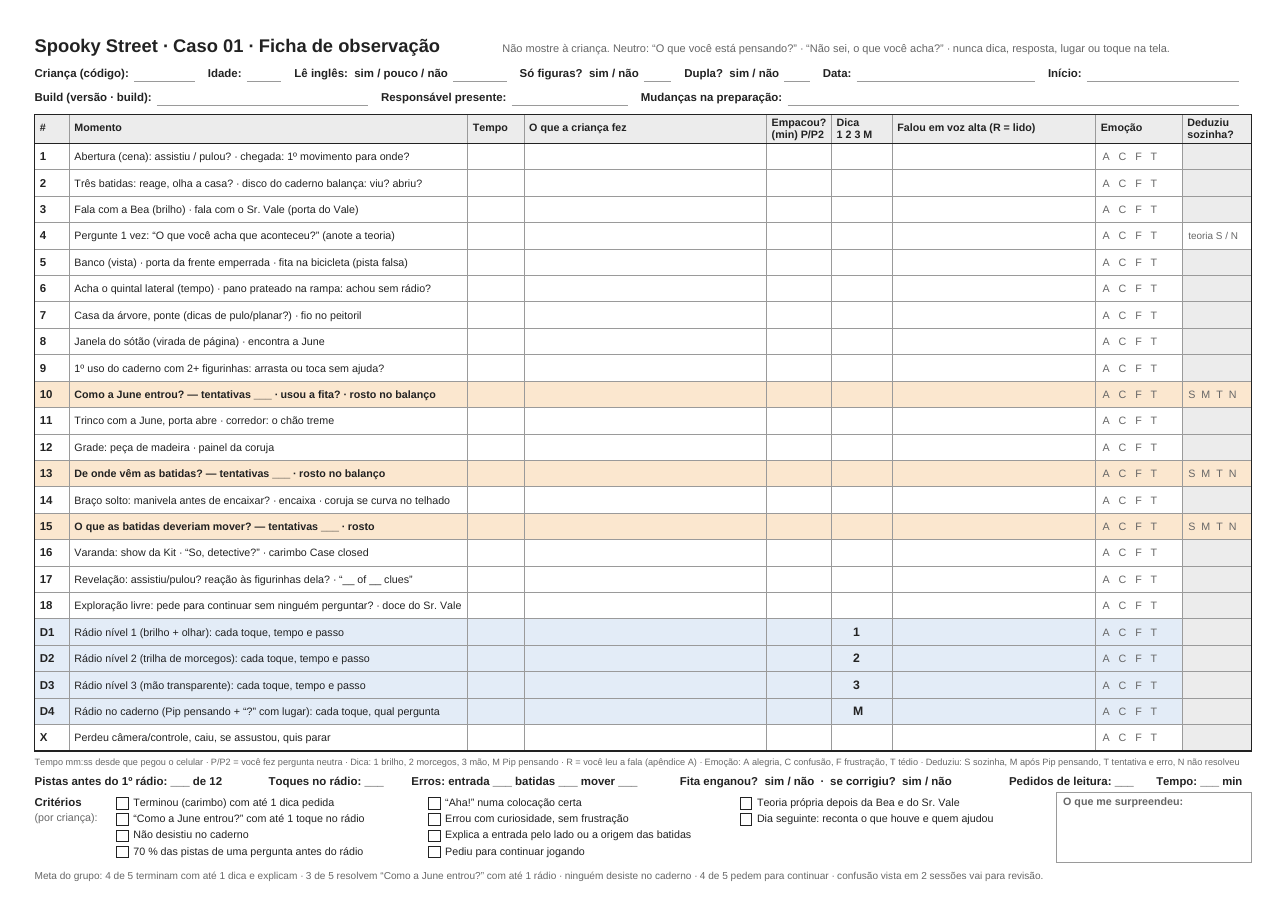 Spooky Street · Caso 01 · Ficha de observação
Não mostre à criança. Neutro: “O que você está pensando?” · “Não sei, o que você acha?” · nunca dica, resposta, lugar ou toque na tela.
Criança (código): Idade: Lê inglês: sim / pouco / não Só figuras? sim / não Dupla? sim / não Data: Início:
Build (versão · build): Responsável presente: Mudanças na preparação:
# Momento Tempo O que a criança fez Empacou? (min) P/P2 Dica 1 2 3 M Falou em voz alta (R = lido) Emoção Deduziu sozinha?
1 Abertura (cena): assistiu / pulou? · chegada: 1º movimento para onde? A C F T
2 Três batidas: reage, olha a casa? · disco do caderno balança: viu? abriu? A C F T
3 Fala com a Bea (brilho) · fala com o Sr. Vale (porta do Vale) A C F T
4 Pergunte 1 vez: “O que você acha que aconteceu?” (anote a teoria) A C F T teoria S / N
5 Banco (vista) · porta da frente emperrada · fita na bicicleta (pista falsa) A C F T
6 Acha o quintal lateral (tempo) · pano prateado na rampa: achou sem rádio? A C F T
7 Casa da árvore, ponte (dicas de pulo/planar?) · fio no peitoril A C F T
8 Janela do sótão (virada de página) · encontra a June A C F T
9 1º uso do caderno com 2+ figurinhas: arrasta ou toca sem ajuda? A C F T
10 Como a June entrou? — tentativas ___ · usou a fita? · rosto no balanço A C F T S M T N
11 Trinco com a June, porta abre · corredor: o chão treme A C F T
12 Grade: peça de madeira · painel da coruja A C F T
13 De onde vêm as batidas? — tentativas ___ · rosto no balanço A C F T S M T N
14 Braço solto: manivela antes de encaixar? · encaixa · coruja se curva no telhado A C F T
15 O que as batidas deveriam mover? — tentativas ___ · rosto A C F T S M T N
16 Varanda: show da Kit · “So, detective?” · carimbo Case closed A C F T
17 Revelação: assistiu/pulou? reação às figurinhas dela? · “__ of __ clues” A C F T
18 Exploração livre: pede para continuar sem ninguém perguntar? · doce do Sr. Vale A C F T
D1 Rádio nível 1 (brilho + olhar): cada toque, tempo e passo 1 A C F T
D2 Rádio nível 2 (trilha de morcegos): cada toque, tempo e passo 2 A C F T
D3 Rádio nível 3 (mão transparente): cada toque, tempo e passo 3 A C F T
D4 Rádio no caderno (Pip pensando + “?” com lugar): cada toque, qual pergunta M A C F T
X Perdeu câmera/controle, caiu, se assustou, quis parar A C F T
Tempo mm:ss desde que pegou o celular · P/P2 = você fez pergunta neutra · Dica: 1 brilho, 2 morcegos, 3 mão, M Pip pensando · R = você leu a fala (apêndice A) · Emoção: A alegria, C confusão, F frustração, T tédio · Deduziu: S sozinha, M após Pip pensando, T tentativa e erro, N não resolveu
Pistas antes do 1º rádio: ___ de 12 Toques no rádio: ___ Erros: entrada ___ batidas ___ mover ___ Fita enganou? sim / não · se corrigiu? sim / não Pedidos de leitura: ___ Tempo: ___ min
Critérios
(por criança):
Terminou (carimbo) com até 1 dica pedida
“Como a June entrou?” com até 1 toque no rádio
Não desistiu no caderno
70 % das pistas de uma pergunta antes do rádio
“Aha!” numa colocação certa
Errou com curiosidade, sem frustração
Explica a entrada pelo lado ou a origem das batidas
Pediu para continuar jogando
Teoria própria depois da Bea e do Sr. Vale
Dia seguinte: reconta o que houve e quem ajudou
O que me surpreendeu:
Meta do grupo: 4 de 5 terminam com até 1 dica e explicam · 3 de 5 resolvem “Como a June entrou?” com até 1 rádio · ninguém desiste no caderno · 4 de 5 pedem para continuar · confusão vista em 2 sessões vai para revisão.